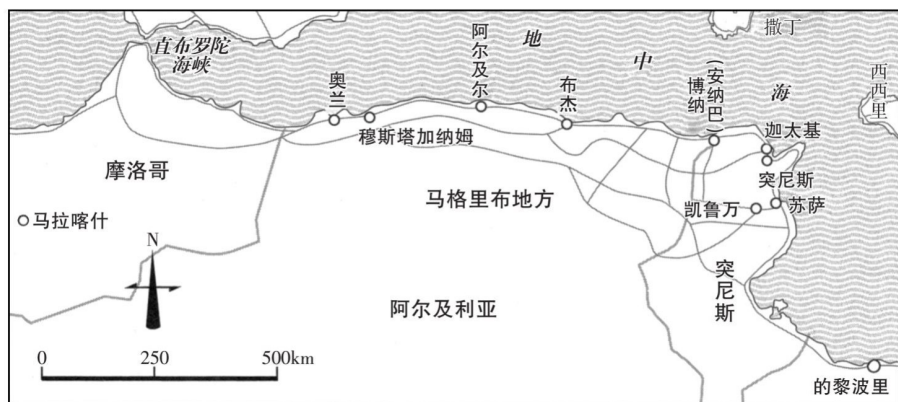 直布罗陀
海峡
地
中
海
撒丁
西西里
阿尔及尔
奥兰
布杰
(安纳巴)
博纳
迦太基
穆斯塔加纳姆
突尼斯
摩洛哥
马格里布地方
凯鲁万
苏萨
马拉喀什
N
突尼斯
阿尔及利亚
0 250 500km
的黎波里